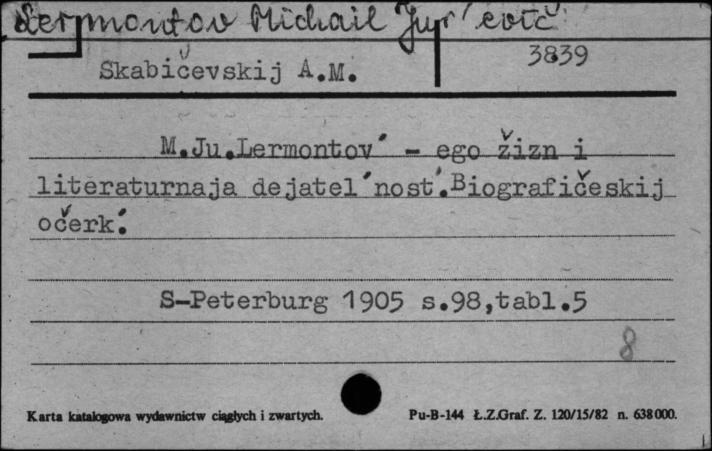 Lermontov Michail Jur'evič
Skabičevskij A.M. 3839
M.Ju.Lermontov' - ego žizn i
literaturnaja dejatel'nost'.Biografičeskij
očerk'.
S-Peterburg 1905 s.98,tabl.5
8
Karta katalogowa wydawnictw ciągłych i zwartych. Pu-B-144 Ł.Z.Graf. Z. 120/15/82 n. 638000.